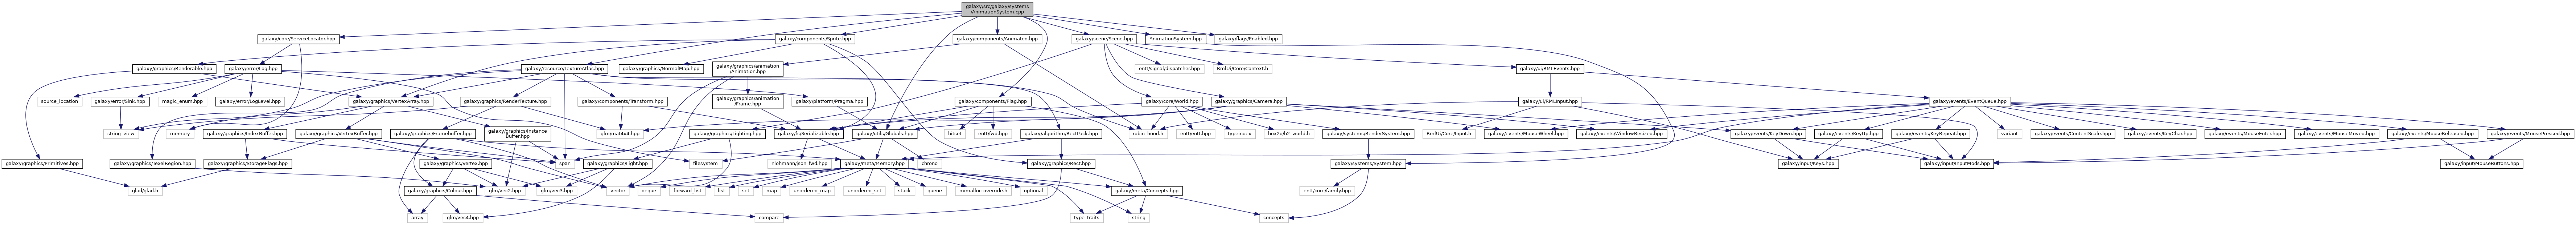 galaxy/src/galaxy/systems
/AnimationSystem.cpp
galaxy/core/ServiceLocator.hpp
galaxy/components/Sprite.hpp
galaxy/components/Animated.hpp
galaxy/scene/Scene.hpp
AnimationSystem.hpp
galaxy/flags/Enabled.hpp
galaxy/graphics/Renderable.hpp
galaxy/error/Log.hpp
galaxy/resource/TextureAtlas.hpp
galaxy/graphics/NormalMap.hpp
galaxy/graphics/animation
/Animation.hpp
entt/signal/dispatcher.hpp
RmlUi/Core/Context.h
galaxy/ui/RMLEvents.hpp
source_location
galaxy/error/Sink.hpp
magic_enum.hpp
galaxy/error/LogLevel.hpp
galaxy/graphics/VertexArray.hpp
galaxy/graphics/RenderTexture.hpp
galaxy/components/Transform.hpp
galaxy/graphics/animation
/Frame.hpp
galaxy/platform/Pragma.hpp
galaxy/components/Flag.hpp
galaxy/core/World.hpp
galaxy/graphics/Camera.hpp
galaxy/ui/RMLInput.hpp
galaxy/events/EventQueue.hpp
string_view
memory
galaxy/graphics/IndexBuffer.hpp
galaxy/graphics/VertexBuffer.hpp
galaxy/graphics/Framebuffer.hpp
galaxy/graphics/Instance
Buffer.hpp
glm/mat4x4.hpp
galaxy/graphics/Lighting.hpp
galaxy/fs/Serializable.hpp
galaxy/utils/Globals.hpp
bitset
entt/fwd.hpp
galaxy/algorithm/RectPack.hpp
robin_hood.h
entt/entt.hpp
typeindex
box2d/b2_world.h
galaxy/systems/RenderSystem.hpp
RmlUi/Core/Input.h
galaxy/events/MouseWheel.hpp
galaxy/events/WindowResized.hpp
galaxy/events/KeyDown.hpp
galaxy/events/KeyUp.hpp
galaxy/events/KeyRepeat.hpp
variant
galaxy/events/ContentScale.hpp
galaxy/events/KeyChar.hpp
galaxy/events/MouseEnter.hpp
galaxy/events/MouseMoved.hpp
galaxy/events/MouseReleased.hpp
galaxy/events/MousePressed.hpp
galaxy/graphics/Primitives.hpp
galaxy/graphics/TexelRegion.hpp
galaxy/graphics/StorageFlags.hpp
galaxy/graphics/Vertex.hpp
span
galaxy/graphics/Light.hpp
filesystem
nlohmann/json_fwd.hpp
galaxy/meta/Memory.hpp
chrono
galaxy/graphics/Rect.hpp
galaxy/systems/System.hpp
galaxy/input/Keys.hpp
galaxy/input/InputMods.hpp
galaxy/input/MouseButtons.hpp
glad/glad.h
galaxy/graphics/Colour.hpp
glm/vec2.hpp
glm/vec3.hpp
vector
deque
forward_list
list
set
map
unordered_map
unordered_set
stack
queue
mimalloc-override.h
optional
galaxy/meta/Concepts.hpp
entt/core/family.hpp
array
glm/vec4.hpp
compare
type_traits
string
concepts